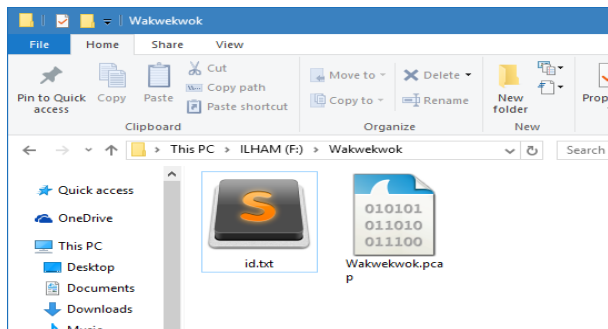 Wakwekwok
File Home Share View
Pin to Quick access
Copy
Paste
Cut
Copy path
Paste shortcut
Clipboard
Move to
Copy to
Delete
Rename
Organize
New folder
New
Prop
← → ↑ > This PC > ILHAM (F:) > Wakwekwok
Search
Quick access
OneDrive
This PC
Desktop
Documents
Downloads
Music
S
id.txt
010101
011010
011100
Wakwekwok.pca
p